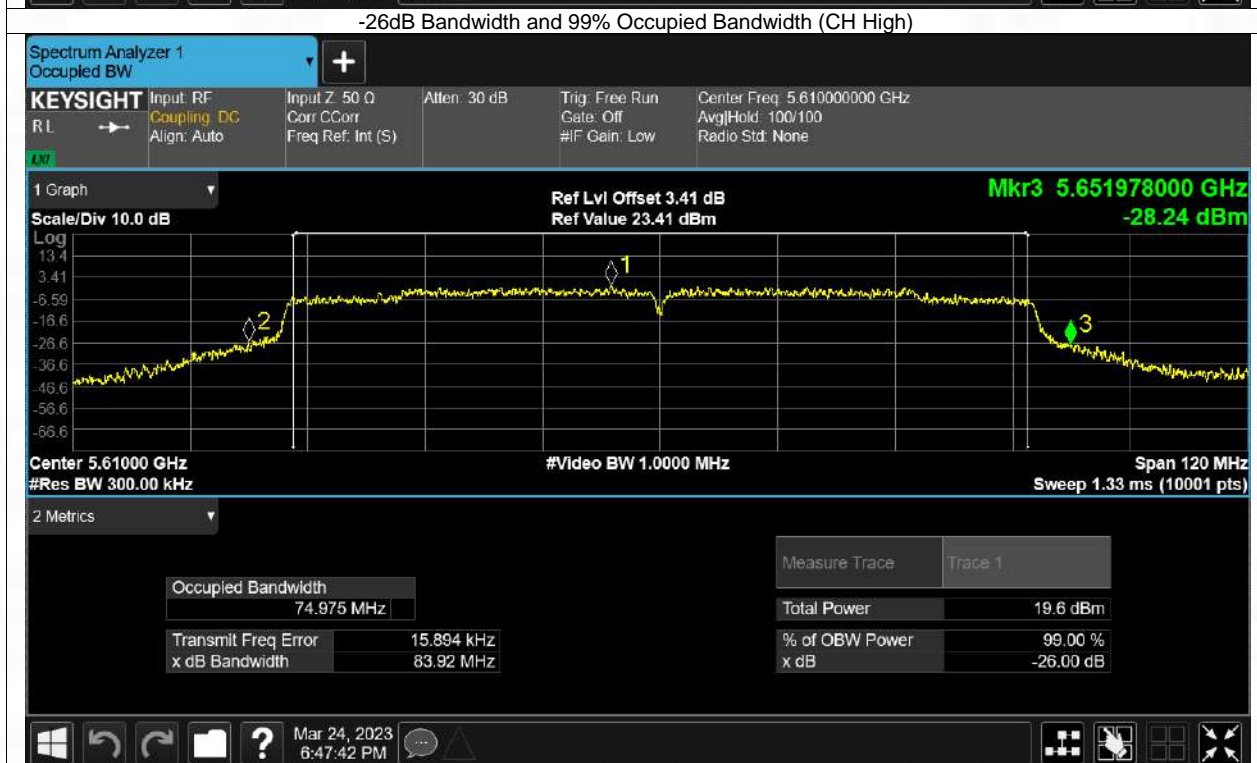 -26dB Bandwidth and 99% Occupied Bandwidth (CH High)
Spectrum Analyzer 1
Occupied BW
+
KEYSIGHT
RL
LXI
Input: RF
Coupling: DC
Align: Auto
Input Z: 50 Ω
Corr CCorr
Freq Ref: Int (S)
Atten: 30 dB
Trig: Free Run
Gate: Off
#IF Gain: Low
Center Freq: 5.610000000 GHz
Avg|Hold: 100/100
Radio Std: None
1 Graph
Scale/Div 10.0 dB
Ref Lvl Offset 3.41 dB
Ref Value 23.41 dBm
Mkr3 5.651978000 GHz
-28.24 dBm
Log
13.4
3.41
-6.59
-16.6
-26.6
-36.6
-46.6
-56.6
-66.6
1
2
3
Center 5.61000 GHz
#Res BW 300.00 kHz
#Video BW 1.0000 MHz
Span 120 MHz
Sweep 1.33 ms (10001 pts)
2 Metrics
Measure Trace Trace 1
Occupied Bandwidth
74.975 MHz
Total Power 19.6 dBm
Transmit Freq Error 15.894 kHz
% of OBW Power 99.00 %
x dB Bandwidth 83.92 MHz
x dB -26.00 dB
?
Mar 24, 2023
6:47:42 PM